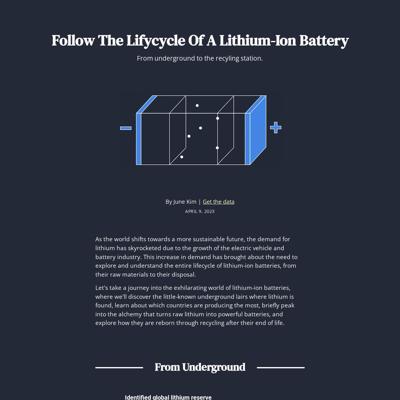 Follow The Lifycycle Of A Lithium-Ion Battery
From underground to the recyling station.
By June Kim | Get the data
APRIL 9, 2023
As the world shifts towards a more sustainable future, the demand for
lithium has skyrocketed due to the growth of the electric vehicle and
battery industry. This increase in demand has brought about the need to
explore and understand the entire lifecycle of lithium-ion batteries, from
their raw materials to their disposal.
Let's take a journey into the exhilarating world of lithium-ion batteries,
where we'll discover the little-known underground lairs where lithium is
found, learn about which countries are producing the most, briefly peak
into the alchemy that turns raw lithium into powerful batteries, and
explore how they are reborn through recycling after their end of life.
From Underground
Identified global lithium reserve